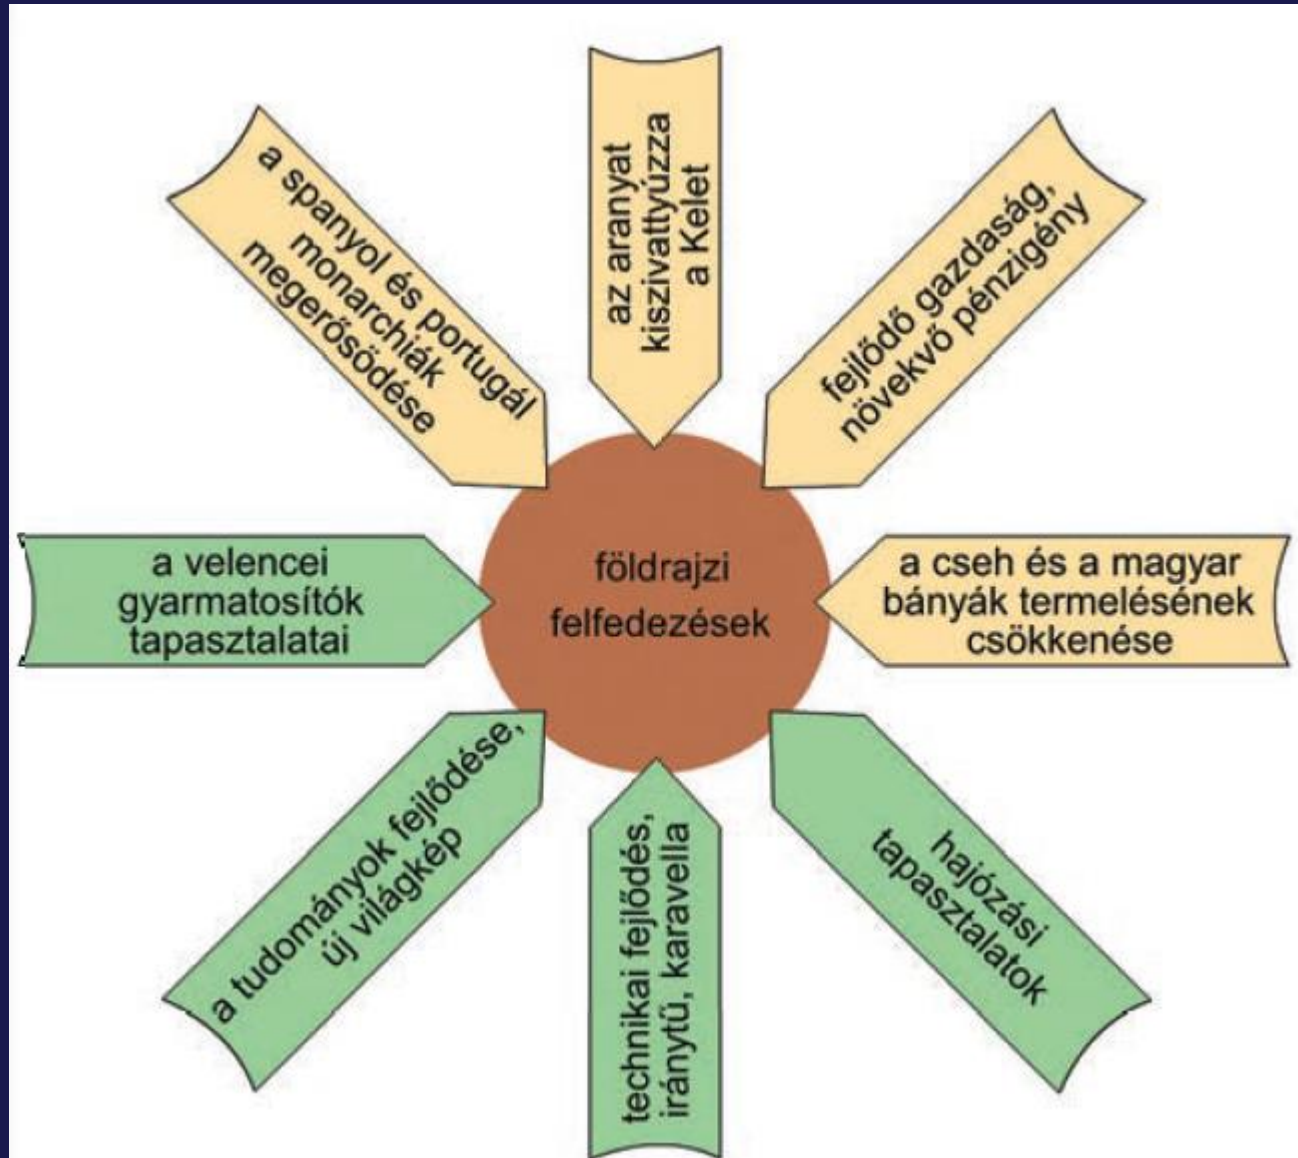 az aranyat
kiszivattyúzza
a Kelet
fejlődő gazdaság,
növekvő pénzigény
a cseh és a magyar
bányák termelésének
csökkenése
hajózási
tapasztalatok
technikai fejlődés,
iránytű, karavella
a tudományok fejlődése,
új világkép
a velencei
gyarmatosítók
tapasztalatai
a spanyol és portugál
monarchiák
megerősödése
földrajzi
felfedezések